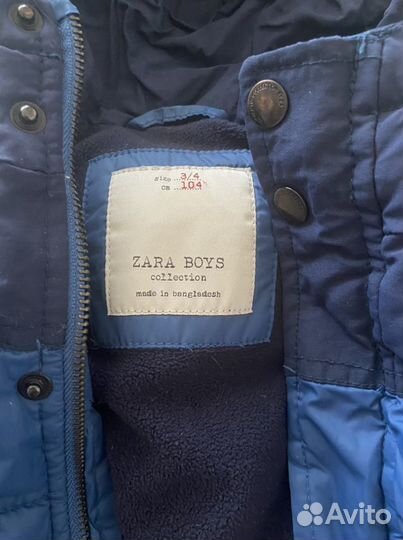 size 3/4
cm 104
ZARA BOYS
collection
made in bangladesh
Avito